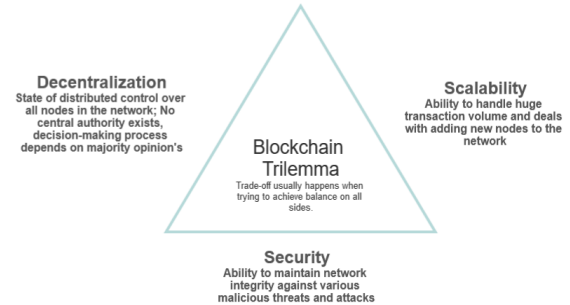 Decentralization
State of distributed control over
all nodes in the network; No
central authority exists,
decision-making process
depends on majority opinion's
Scalability
Ability to handle huge
transaction volume and deals
with adding new nodes to the
network
Blockchain
Trilemma
Trade-off usually happens when
trying to achieve balance on all
sides.
Security
Ability to maintain network
integrity against various
malicious threats and attacks